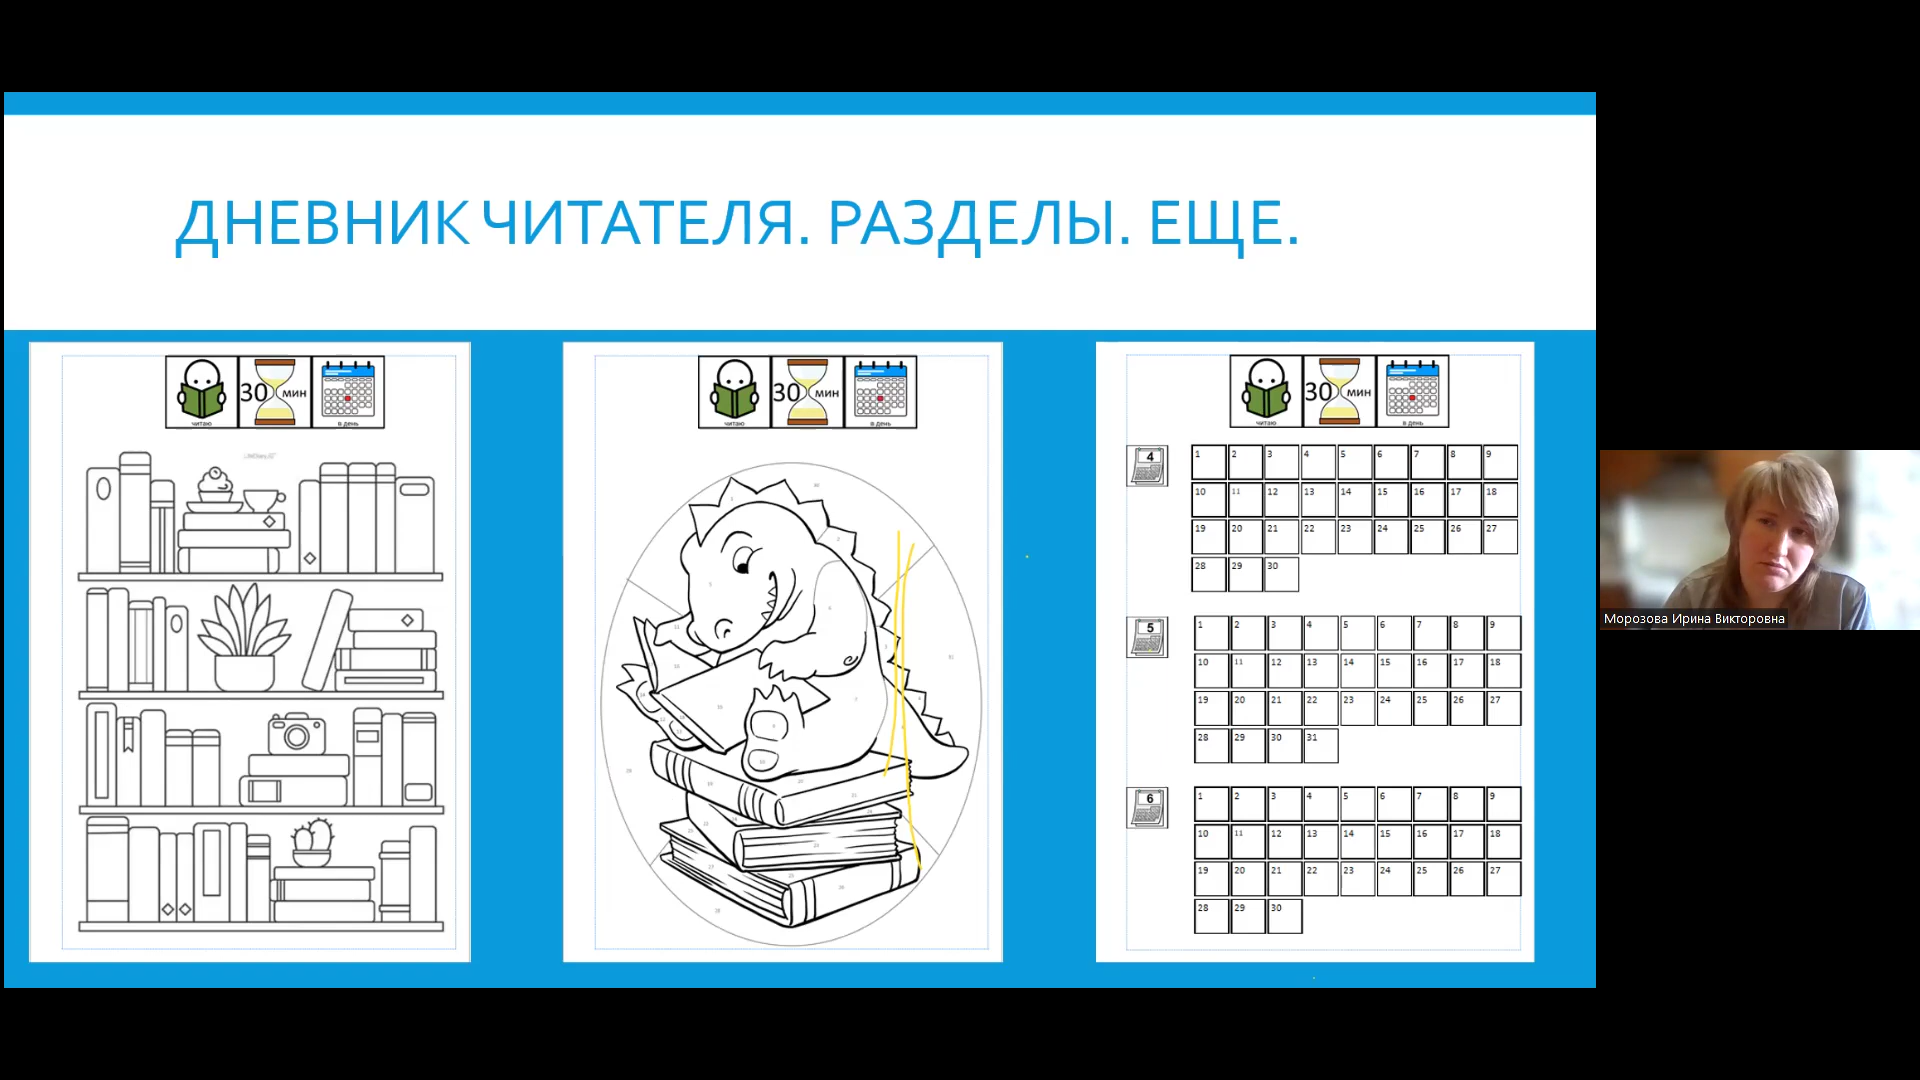 ДНЕВНИК ЧИТАТЕЛЯ. РАЗДЕЛЫ. ЕЩЕ.
30 мин
читаю в день
30 мин
читаю в день
30 мин
читаю в день
4
1 2 3 4 5 6 7 8 9
10 11 12 13 14 15 16 17 18
19 20 21 22 23 24 25 26 27
28 29 30
5
1 2 3 4 5 6 7 8 9
10 11 12 13 14 15 16 17 18
19 20 21 22 23 24 25 26 27
28 29 30 31
6
1 2 3 4 5 6 7 8 9
10 11 12 13 14 15 16 17 18
19 20 21 22 23 24 25 26 27
28 29 30
Морозова Ирина Викторовна